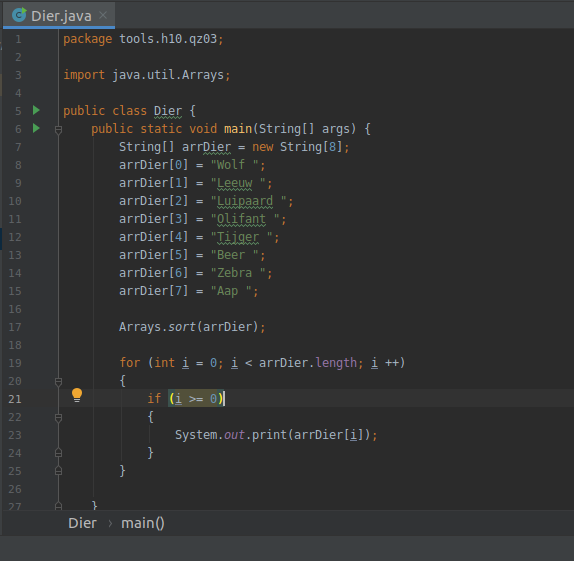 Dier.java
1 package tools.h10.qz03;
2
3 import java.util.Arrays;
4
5 public class Dier {
6 public static void main(String[] args) {
7 String[] arrDier = new String[8];
8 arrDier[0] = "Wolf ";
9 arrDier[1] = "Leeuw ";
10 arrDier[2] = "Luipaard ";
11 arrDier[3] = "Olifant ";
12 arrDier[4] = "Tijger ";
13 arrDier[5] = "Beer ";
14 arrDier[6] = "Zebra ";
15 arrDier[7] = "Aap ";
16
17 Arrays.sort(arrDier);
18
19 for (int i = 0; i < arrDier.length; i ++)
20 {
21 if (i >= 0)
22 {
23 System.out.print(arrDier[i]);
24 }
25 }
26
27 }
Dier › main()